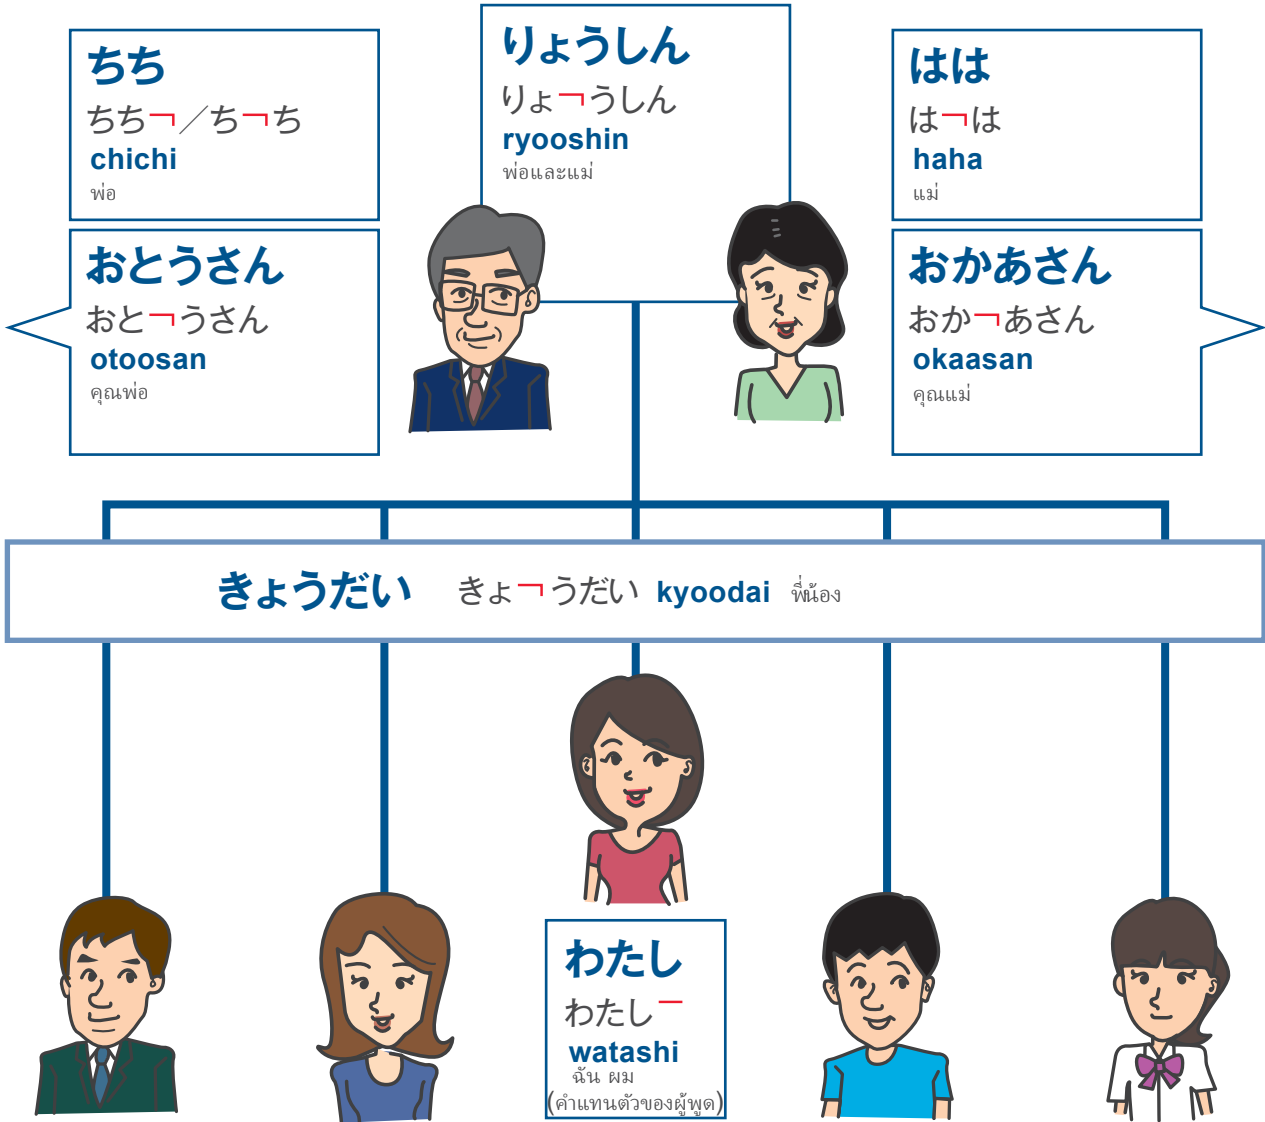 ちち
ちち￢／ち￢ち
chichi
พ่อ
りょうしん
りょ￢うしん
ryooshin
พ่อและแม่
はは
は￢は
haha
แม่
おとうさん
おと￢うさん
otoosan
คุณพ่อ
おかあさん
おか￢あさん
okaasan
คุณแม่
きょうだい きょ￢うだい kyoodai พี่น้อง
わたし
わたし￣
watashi
ฉัน ผม
(คำแทนตัวของผู้พูด)